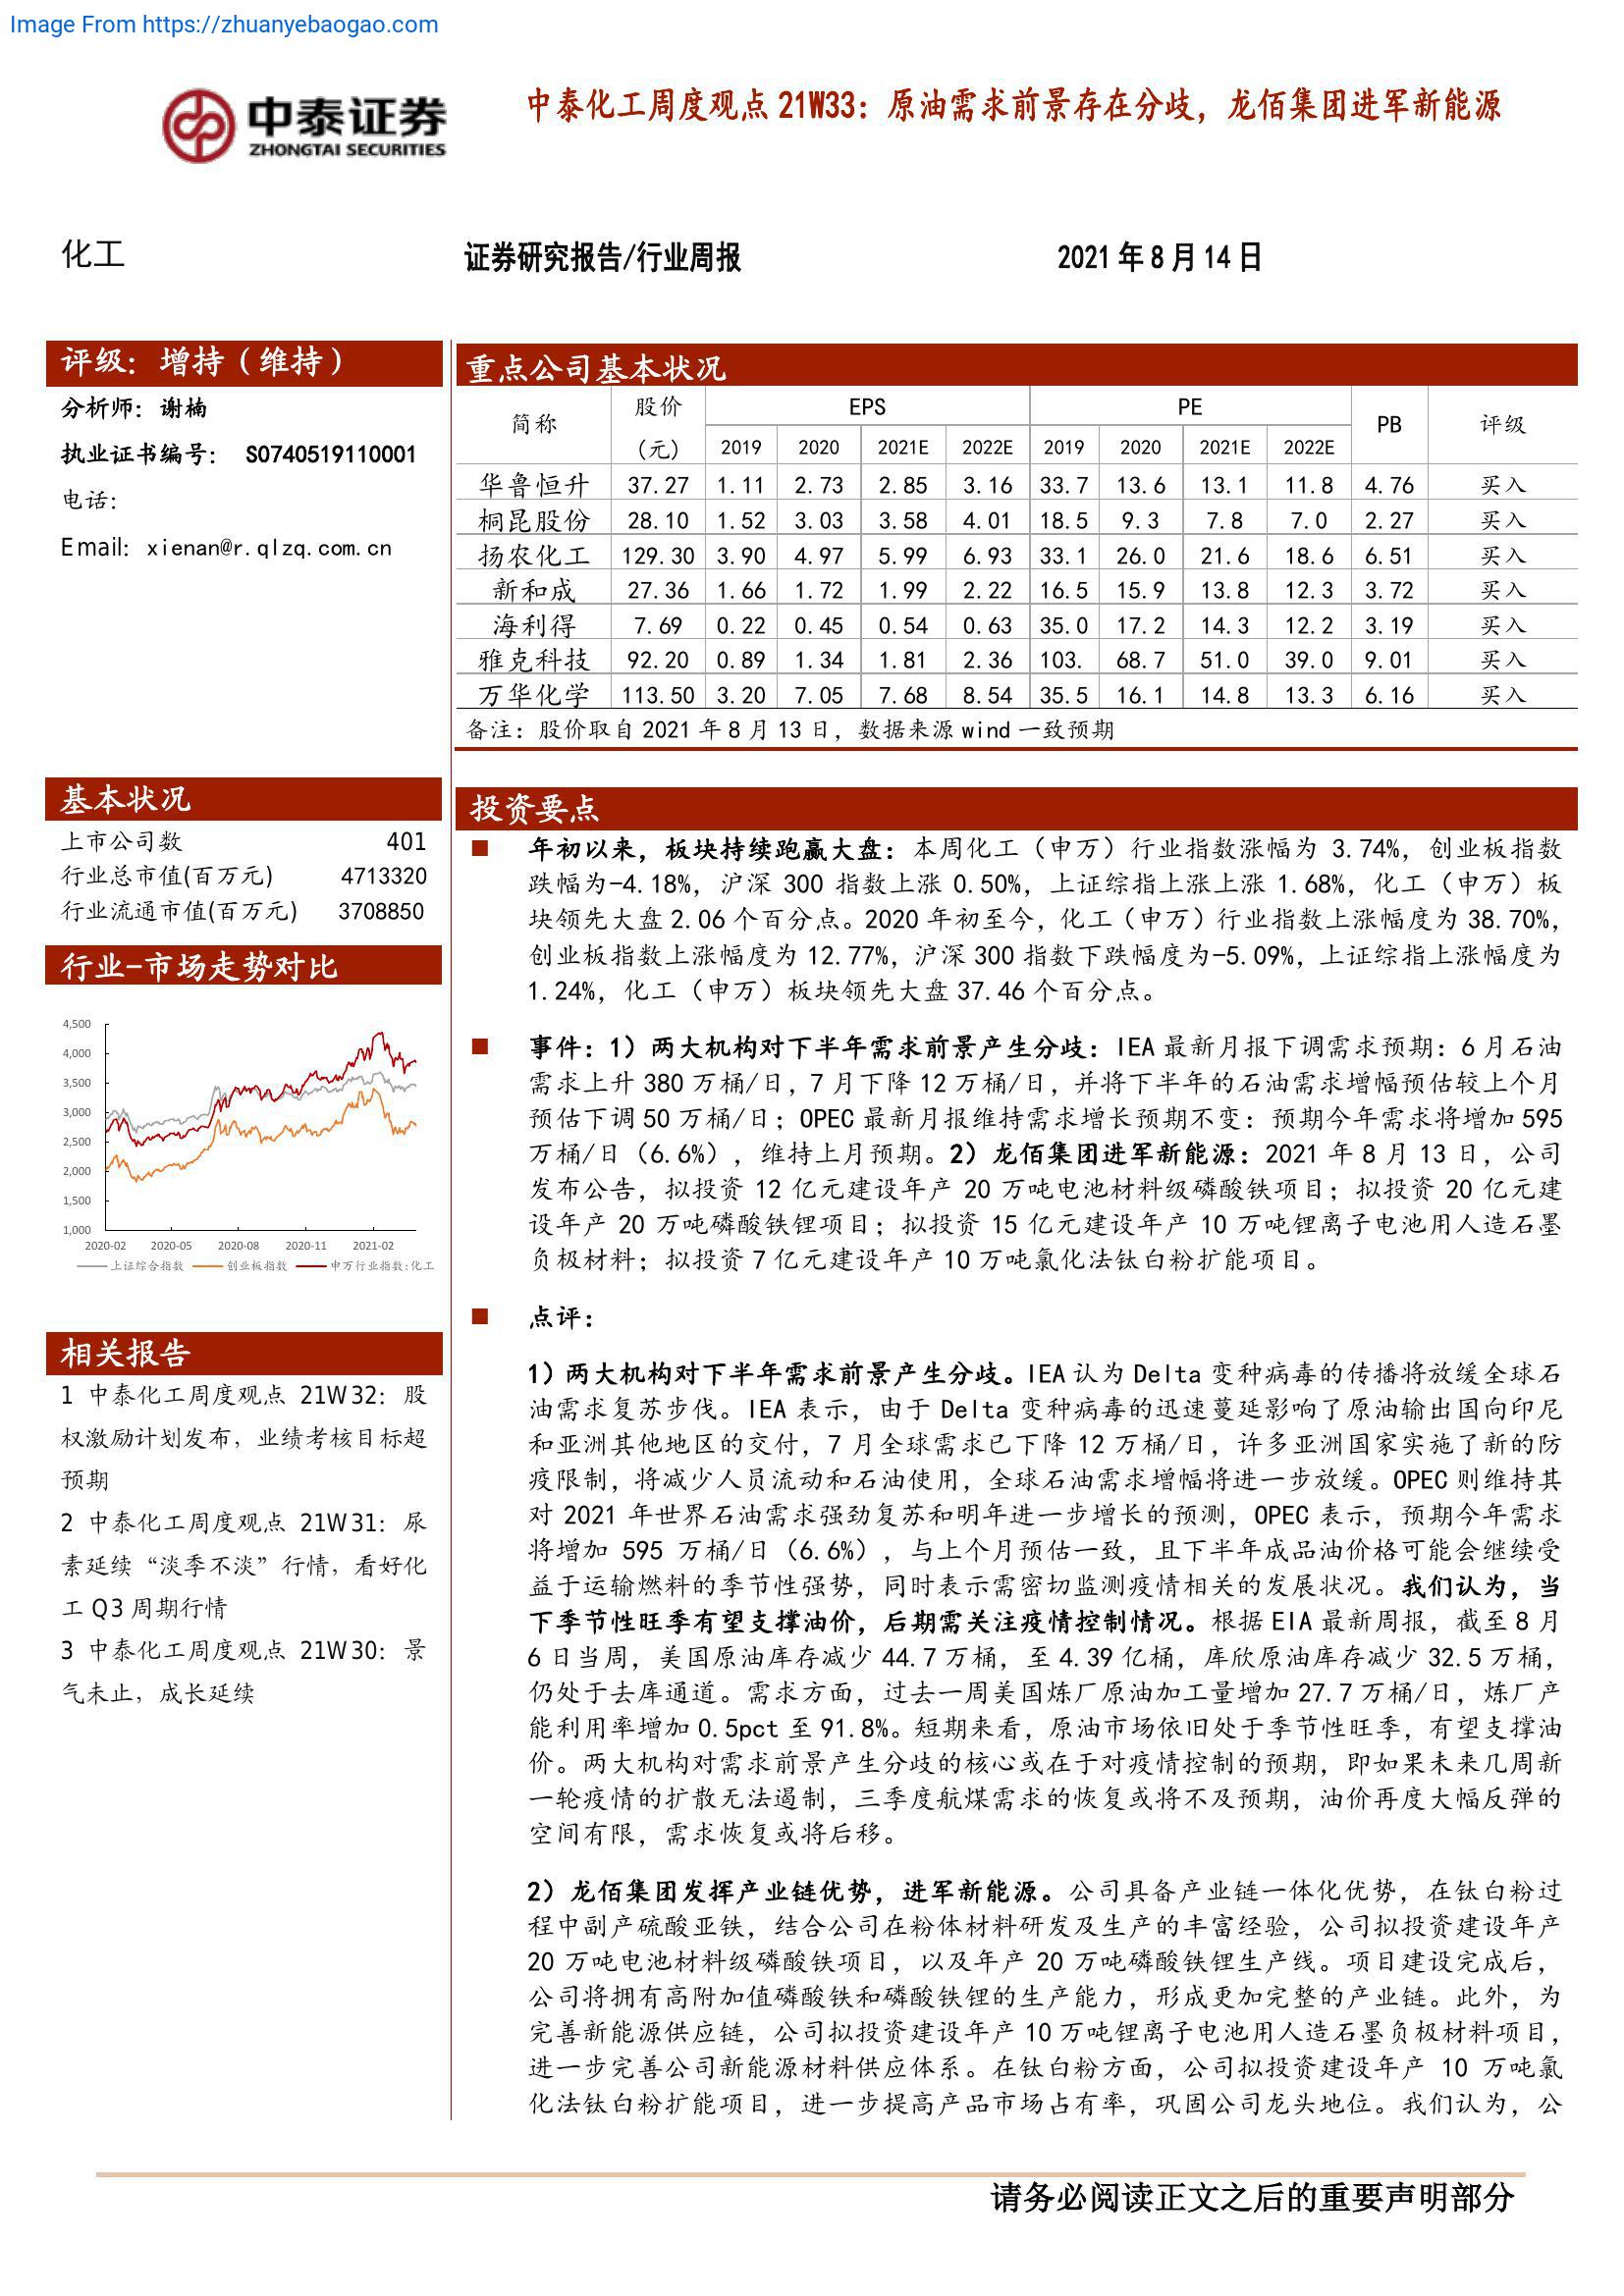 Image From https://zhuanyebaogao.com
中泰证券
ZHONGTAI SECURITIES
中泰化工周度观点 21W33：原油需求前景存在分歧，龙佰集团进军新能源
化工
证券研究报告/行业周报
2021 年 8 月 14 日
评级：增持（维持）
分析师：谢楠
执业证书编号： S0740519110001
电话：
Email：xienan@r.qlzq.com.cn
基本状况
上市公司数 401
行业总市值(百万元) 4713320
行业流通市值(百万元) 3708850
行业-市场走势对比
4,500
4,000
3,500
3,000
2,500
2,000
1,500
1,000
2020-02 2020-05 2020-08 2020-11 2021-02
上证综合指数 创业板指数 申万行业指数:化工
相关报告
1 中泰化工周度观点 21W32：股
权激励计划发布，业绩考核目标超
预期
2 中泰化工周度观点 21W31：尿
素延续“淡季不淡”行情，看好化
工 Q3 周期行情
3 中泰化工周度观点 21W30：景
气未止，成长延续
重点公司基本状况
简称 股价 EPS PE PB 评级
(元) 2019 2020 2021E 2022E 2019 2020 2021E 2022E
华鲁恒升 37.27 1.11 2.73 2.85 3.16 33.7 13.6 13.1 11.8 4.76 买入
桐昆股份 28.10 1.52 3.03 3.58 4.01 18.5 9.3 7.8 7.0 2.27 买入
扬农化工 129.30 3.90 4.97 5.99 6.93 33.1 26.0 21.6 18.6 6.51 买入
新和成 27.36 1.66 1.72 1.99 2.22 16.5 15.9 13.8 12.3 3.72 买入
海利得 7.69 0.22 0.45 0.54 0.63 35.0 17.2 14.3 12.2 3.19 买入
雅克科技 92.20 0.89 1.34 1.81 2.36 103. 68.7 51.0 39.0 9.01 买入
万华化学 113.50 3.20 7.05 7.68 8.54 35.5 16.1 14.8 13.3 6.16 买入
备注：股价取自 2021 年 8 月 13 日，数据来源 wind 一致预期
投资要点
年初以来，板块持续跑赢大盘：本周化工（申万）行业指数涨幅为 3.74%，创业板指数
跌幅为-4.18%，沪深 300 指数上涨 0.50%，上证综指上涨上涨 1.68%，化工（申万）板
块领先大盘 2.06 个百分点。2020 年初至今，化工（申万）行业指数上涨幅度为 38.70%，
创业板指数上涨幅度为 12.77%，沪深 300 指数下跌幅度为-5.09%，上证综指上涨幅度为
1.24%，化工（申万）板块领先大盘 37.46 个百分点。
事件：1）两大机构对下半年需求前景产生分歧：IEA 最新月报下调需求预期：6 月石油
需求上升 380 万桶/日，7 月下降 12 万桶/日，并将下半年的石油需求增幅预估较上个月
预估下调 50 万桶/日；OPEC 最新月报维持需求增长预期不变：预期今年需求将增加 595
万桶/日（6.6%），维持上月预期。2）龙佰集团进军新能源：2021 年 8 月 13 日，公司
发布公告，拟投资 12 亿元建设年产 20 万吨电池材料级磷酸铁项目；拟投资 20 亿元建
设年产 20 万吨磷酸铁锂项目；拟投资 15 亿元建设年产 10 万吨锂离子电池用人造石墨
负极材料；拟投资 7 亿元建设年产 10 万吨氯化法钛白粉扩能项目。
点评：
1）两大机构对下半年需求前景产生分歧。IEA 认为 Delta 变种病毒的传播将放缓全球石
油需求复苏步伐。IEA 表示，由于 Delta 变种病毒的迅速蔓延影响了原油输出国向印尼
和亚洲其他地区的交付，7 月全球需求已下降 12 万桶/日，许多亚洲国家实施了新的防
疫限制，将减少人员流动和石油使用，全球石油需求增幅将进一步放缓。OPEC 则维持其
对 2021 年世界石油需求强劲复苏和明年进一步增长的预测，OPEC 表示，预期今年需求
将增加 595 万桶/日（6.6%），与上个月预估一致，且下半年成品油价格可能会继续受
益于运输燃料的季节性强势，同时表示需密切监测疫情相关的发展状况。我们认为，当
下季节性旺季有望支撑油价，后期需关注疫情控制情况。根据 EIA 最新周报，截至 8 月
6 日当周，美国原油库存减少 44.7 万桶，至 4.39 亿桶，库欣原油库存减少 32.5 万桶，
仍处于去库通道。需求方面，过去一周美国炼厂原油加工量增加 27.7 万桶/日，炼厂产
能利用率增加 0.5pct 至 91.8%。短期来看，原油市场依旧处于季节性旺季，有望支撑油
价。两大机构对需求前景产生分歧的核心或在于对疫情控制的预期，即如果未来几周新
一轮疫情的扩散无法遏制，三季度航煤需求的恢复或将不及预期，油价再度大幅反弹的
空间有限，需求恢复或将后移。
2）龙佰集团发挥产业链优势，进军新能源。公司具备产业链一体化优势，在钛白粉过
程中副产硫酸亚铁，结合公司在粉体材料研发及生产的丰富经验，公司拟投资建设年产
20 万吨电池材料级磷酸铁项目，以及年产 20 万吨磷酸铁锂生产线。项目建设完成后，
公司将拥有高附加值磷酸铁和磷酸铁锂的生产能力，形成更加完整的产业链。此外，为
完善新能源供应链，公司拟投资建设年产 10 万吨锂离子电池用人造石墨负极材料项目，
进一步完善公司新能源材料供应体系。在钛白粉方面，公司拟投资建设年产 10 万吨氯
化法钛白粉扩能项目，进一步提高产品市场占有率，巩固公司龙头地位。我们认为，公
请务必阅读正文之后的重要声明部分